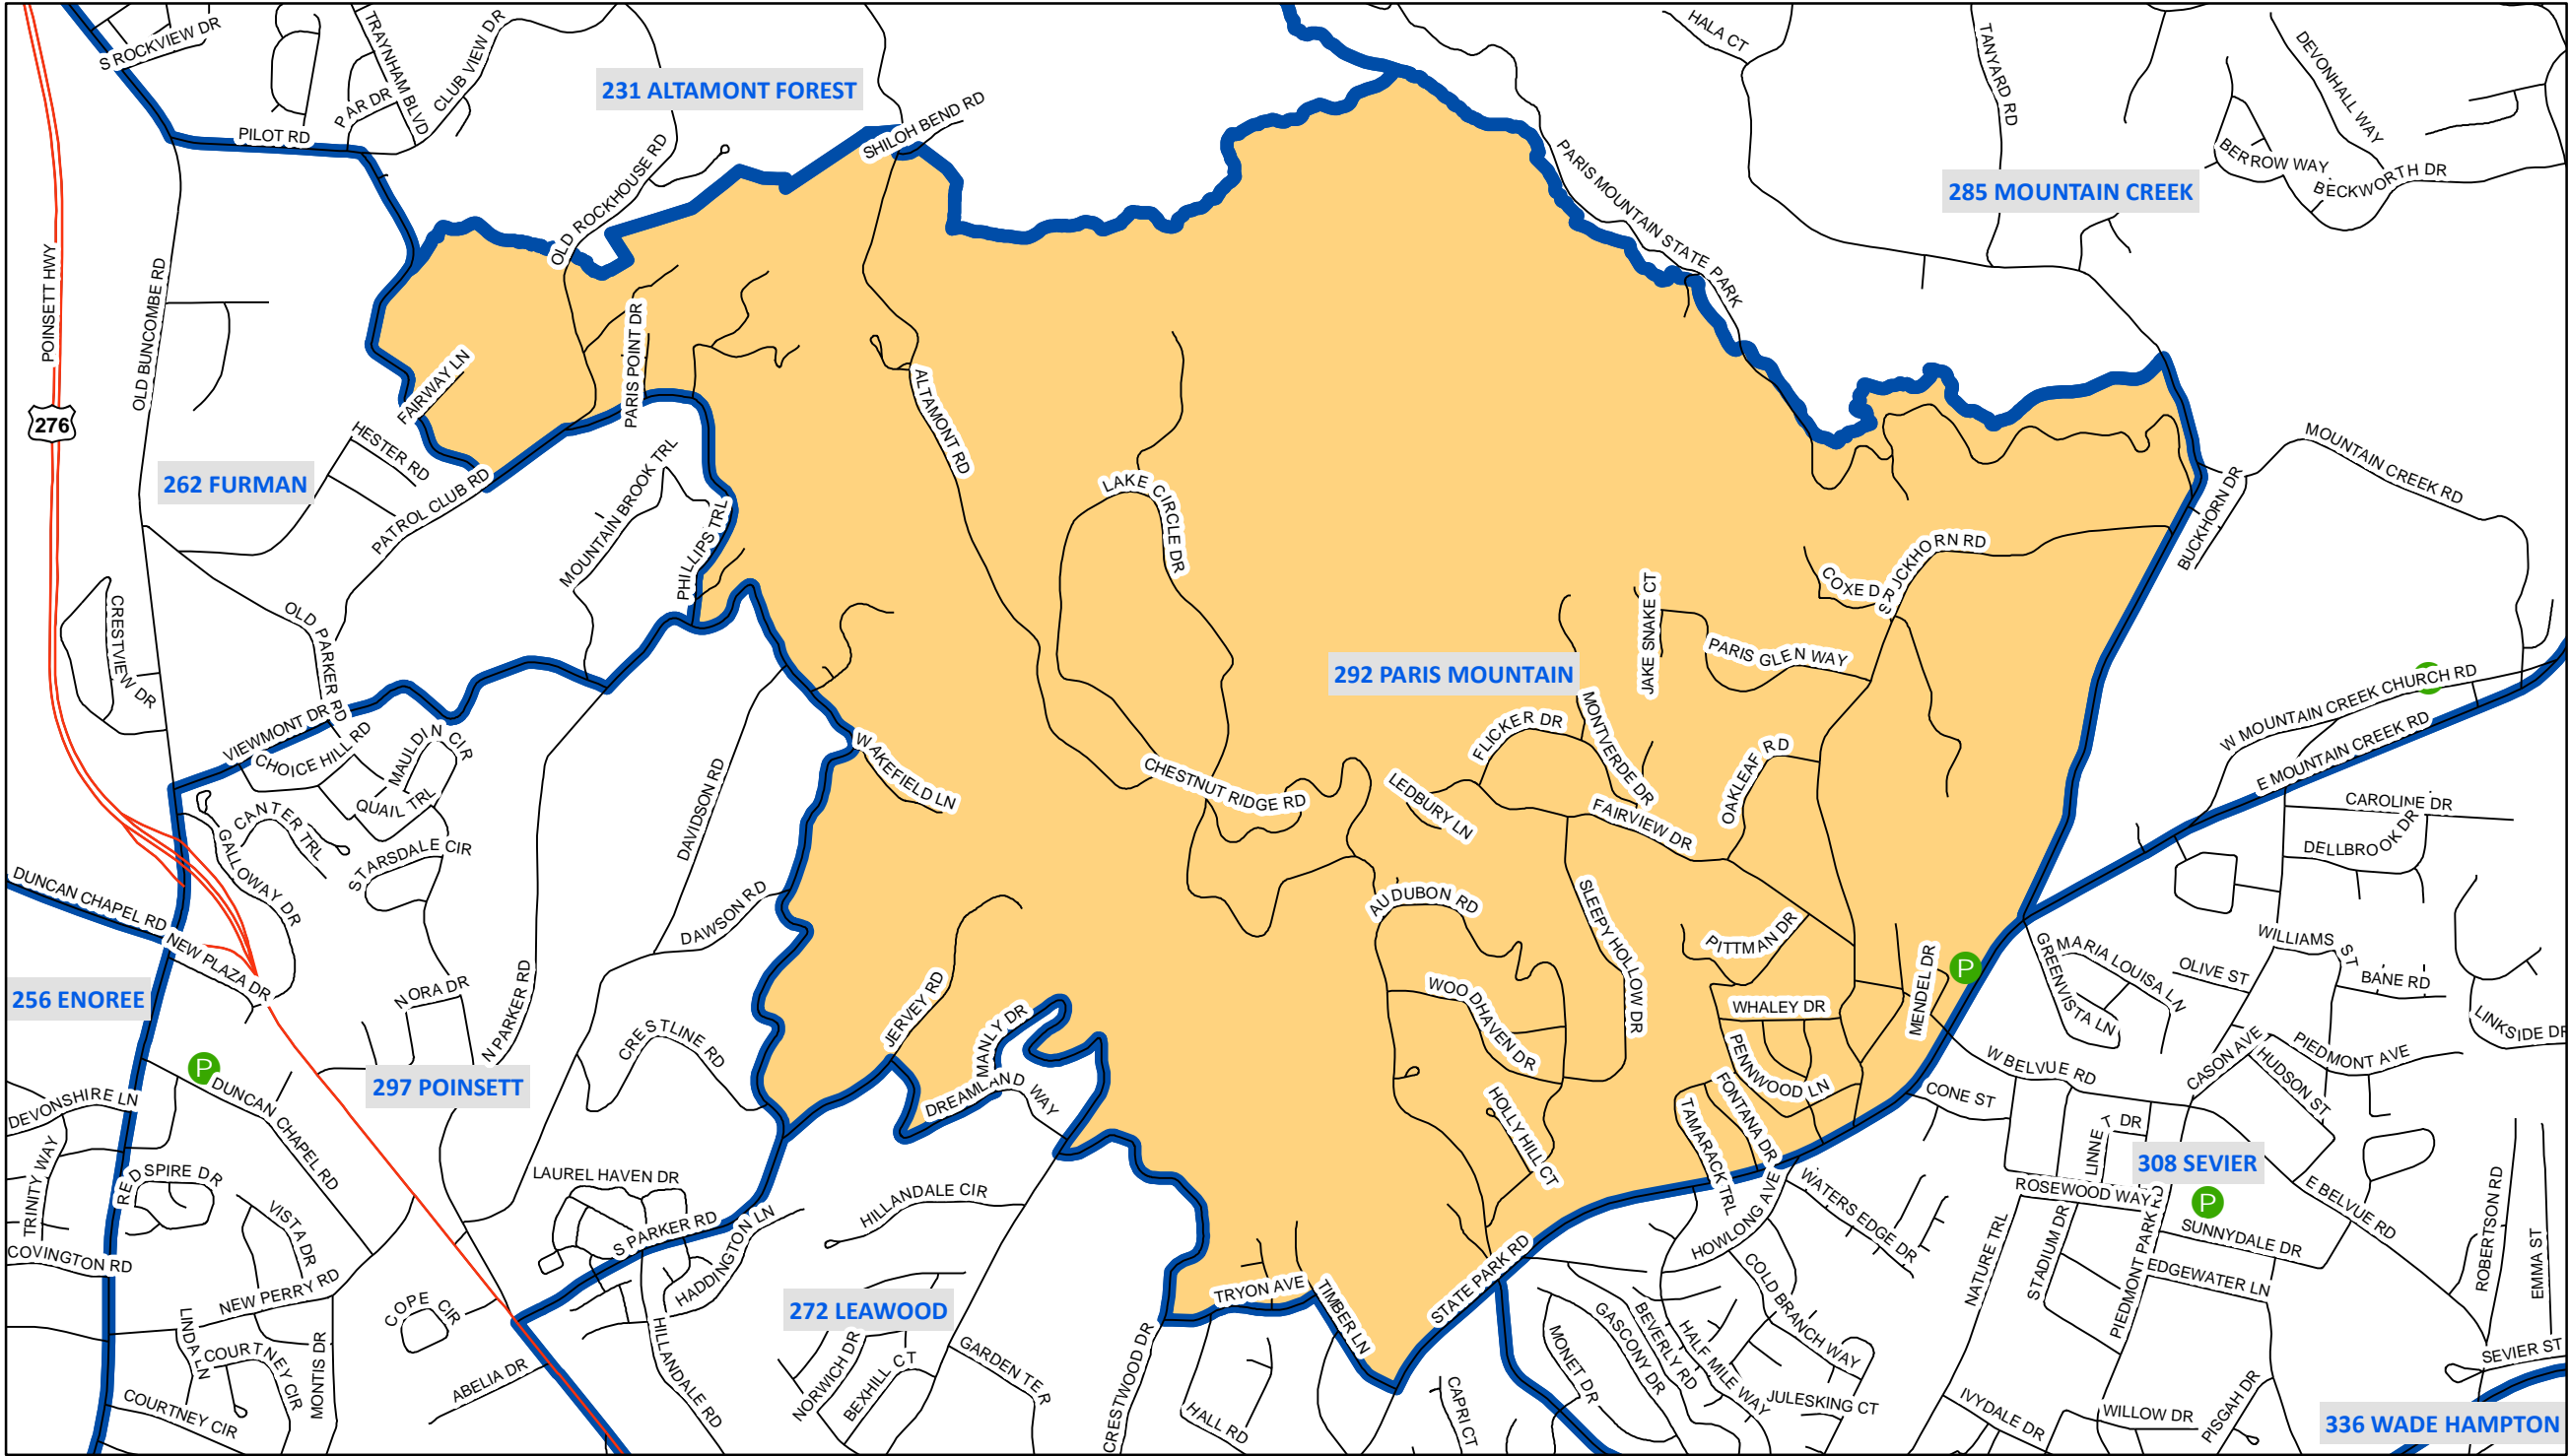 S ROCKVIEW DR
TRAYNHAM BLVD
CLUB VIEW DR
PAR DR
PILOT RD
231 ALTAMONT FOREST
SHILOH BEND RD
OLD ROCKHOUSE RD
HALA CT
TANYARD RD
DEVONHALL WAY
BERROW WAY
BECKWORTH DR
285 MOUNTAIN CREEK
PARIS MOUNTAIN STATE PARK
POINSETT HWY
OLD BUNCOMBE RD
276
PARIS POINT DR
FAIRWAY LN
HESTER RD
262 FURMAN
PATROL CLUB RD
MOUNTAIN BROOK TRL
PHILLIPS TRL
ALTAMONT RD
LAKE CIRCLE DR
MOUNTAIN CREEK RD
BUCKHORN DR
BUCKHORN RD
COXE DR
JAKE SNAKE CT
PARIS GLEN WAY
292 PARIS MOUNTAIN
CRESTVIEW DR
OLD PARKER RD
VIEWMONT DR
CHOICE HILL RD
MAULDIN CIR
QUAIL TRL
CANTER TRL
GALLOWAY DR
STARSDALE CIR
DAVIDSON RD
WAKEFIELD LN
CHESTNUT RIDGE RD
LEDBURY LN
FLICKER DR
MONTVERDE DR
FAIRVIEW DR
OAKLEAF RD
W MOUNTAIN CREEK CHURCH RD
E MOUNTAIN CREEK RD
CAROLINE DR
DELLBROOK DR
DUNCAN CHAPEL RD
NEW PLAZA DR
256 ENOREE
NORA DR
N PARKER RD
DAWSON RD
CRESTLINE RD
JERVEY RD
MANLY DR
DREAMLAND WAY
AUDUBON RD
SLEEPY HOLLOW DR
WOODHAVEN DR
PITTMAN DR
WHALEY DR
MENDEL DR
P
PENNWOOD LN
FONTANA DR
TAMARACK TRL
HOLLY HILL CT
GREENVISTA LN
MARIA LOUISA LN
WILLIAMS ST
OLIVE ST
BANE RD
LINKSIDE DR
PIEDMONT AVE
CASON AVE
HUDSON ST
W BELVUE RD
CONE ST
LINNET DR
308 SEVIER
P
ROSEWOOD WAY
SUNNYDALE DR
E BELVUE RD
EDGEWATER LN
PIEDMONT PARK RD
STADIUM DR
NATURE TRL
ROBERTSON RD
EMMA ST
P
DUNCAN CHAPEL RD
297 POINSETT
DEVONSHIRE LN
TRINITY WAY
RED SPIRE DR
VISTA DR
COVINGTON RD
NEW PERRY RD
LINDA LN
COURTNEY CIR
COURTNEY CIR
MONTIS DR
COPE CIR
ABELIA DR
LAUREL HAVEN DR
S PARKER RD
HADDINGTON LN
HILLANDALE RD
HILLANDALE CIR
272 LEAWOOD
NORWICH DR
BEXHILL CT
GARDEN TER
CRESTWOOD DR
TRYON AVE
TIMBER LN
HALL RD
STATE PARK RD
CAPRI CT
MONET DR
GASCONY DR
BEVERLY RD
HALF MILE WAY
HOWLONG AVE
WATERS EDGE DR
COLD BRANCH WAY
JULESKING CT
IVYDALE DR
WILLOW DR
PISGAH DR
SEVIER ST
336 WADE HAMPTON